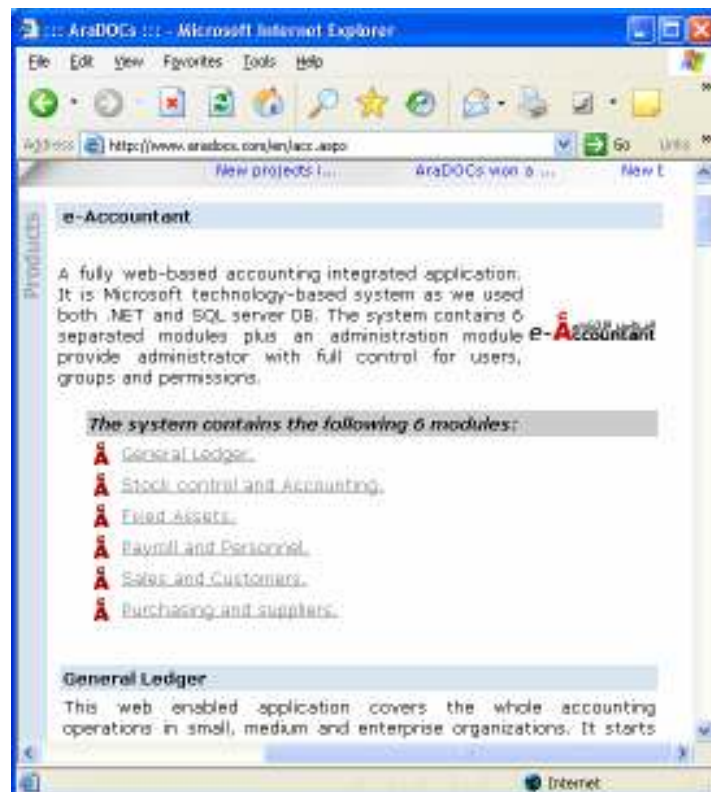 ::: AraDOCs ::: - Microsoft Internet Explorer
File Edit View Favorites Tools Help
Address http://www.aradocs.com/en/acc.aspx Go Links
New projects i... AraDOCs won a ... New t
Products
e-Accountant
A fully web-based accounting integrated application.
It is Microsoft technology-based system as we used
both .NET and SQL server DB. The system contains 6
separated modules plus an administration module
provide administrator with full control for users,
groups and permissions.
e-Accountant
The system contains the following 6 modules:
General Ledger.
Stock control and Accounting.
Fixed Assets.
Payroll and Personnel.
Sales and Customers.
Purchasing and suppliers.
General Ledger
This web enabled application covers the whole accounting
operations in small, medium and enterprise organizations. It starts
Internet